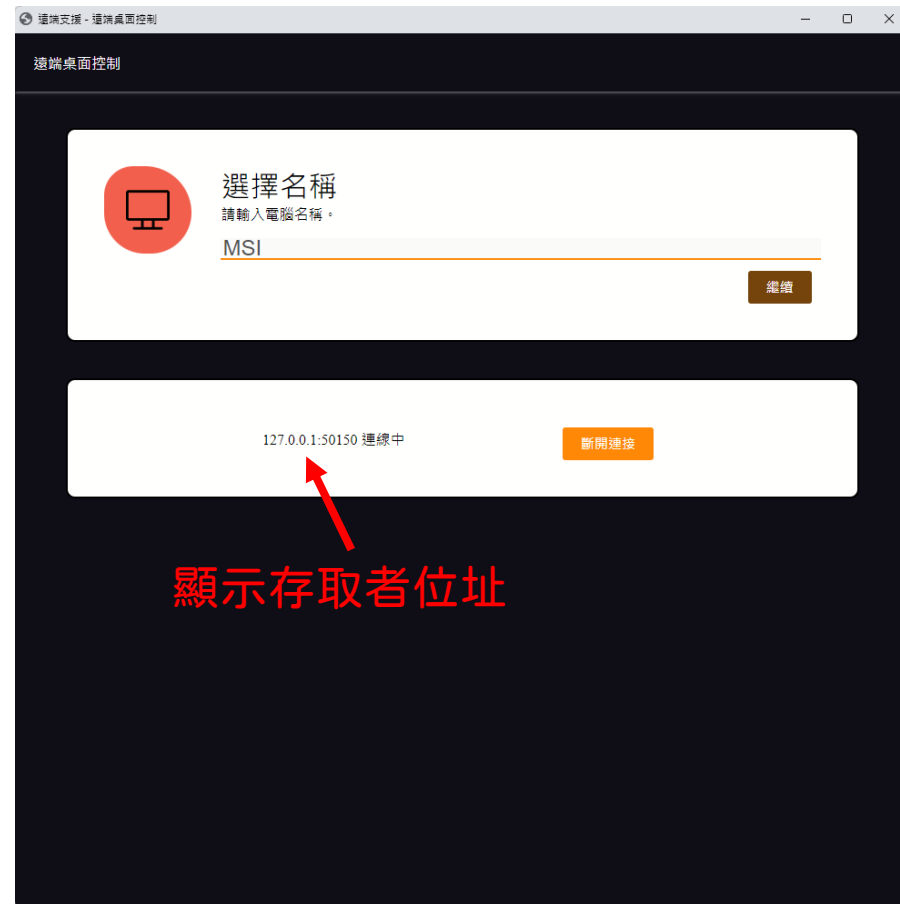 遠端支援 - 遠端桌面控制
遠端桌面控制
選擇名稱
請輸入電腦名稱。
MSI
繼續
127.0.0.1:50150 連線中
斷開連接
顯示存取者位址